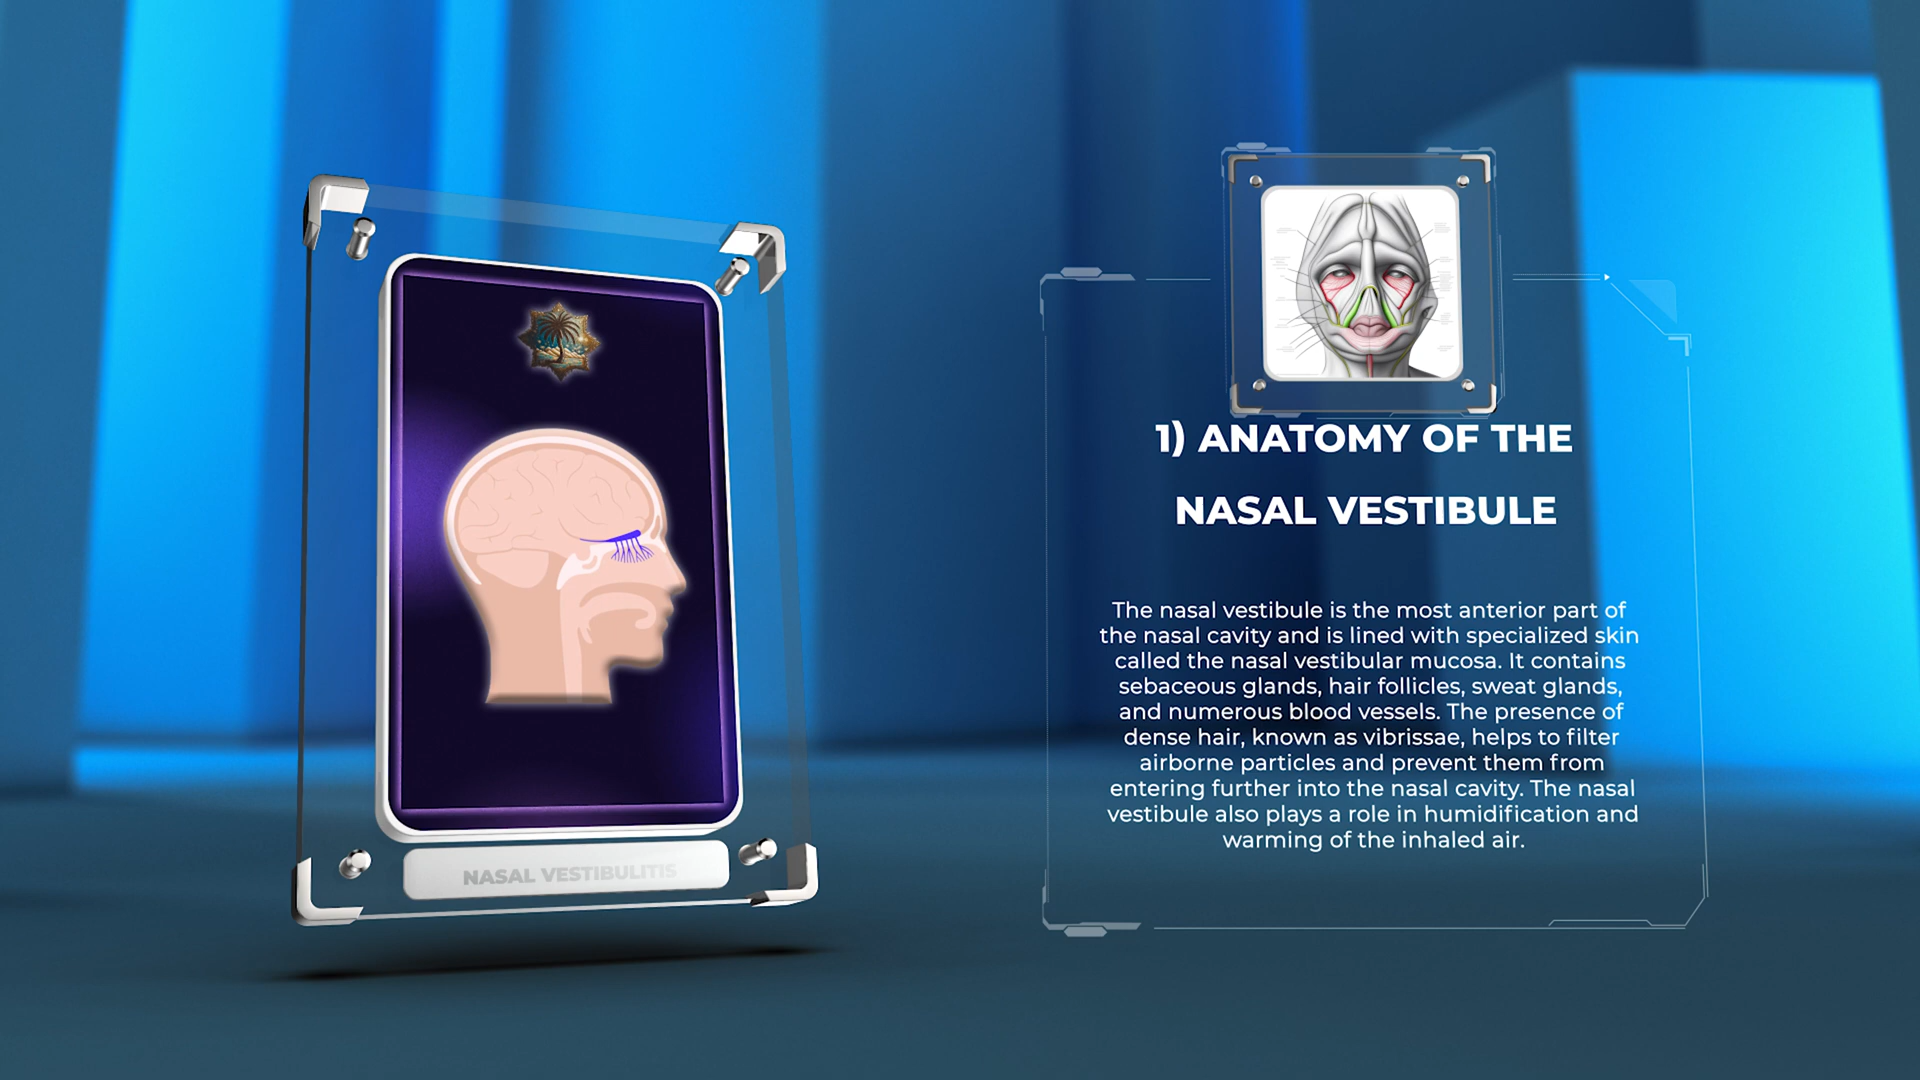 NASAL VESTIBULITIS
1) ANATOMY OF THE
NASAL VESTIBULE
The nasal vestibule is the most anterior part of
the nasal cavity and is lined with specialized skin
called the nasal vestibular mucosa. It contains
sebaceous glands, hair follicles, sweat glands,
and numerous blood vessels. The presence of
dense hair, known as vibrissae, helps to filter
airborne particles and prevent them from
entering further into the nasal cavity. The nasal
vestibule also plays a role in humidification and
warming of the inhaled air.